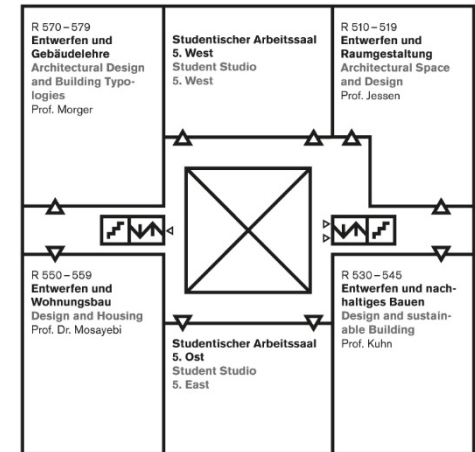 R 570–579
Entwerfen und
Gebäudelehre
Architectural Design
and Building Typo-
logies
Prof. Morger
Studentischer Arbeitssaal
5. West
Student Studio
5. West
R 510–519
Entwerfen und
Raumgestaltung
Architectural Space
and Design
Prof. Jessen
R 550–559
Entwerfen und
Wohnungsbau
Design and Housing
Prof. Dr. Mosayebi
Studentischer Arbeitssaal
5. Ost
Student Studio
5. East
R 530–545
Entwerfen und nach-
haltiges Bauen
Design and sustain-
able Building
Prof. Kuhn